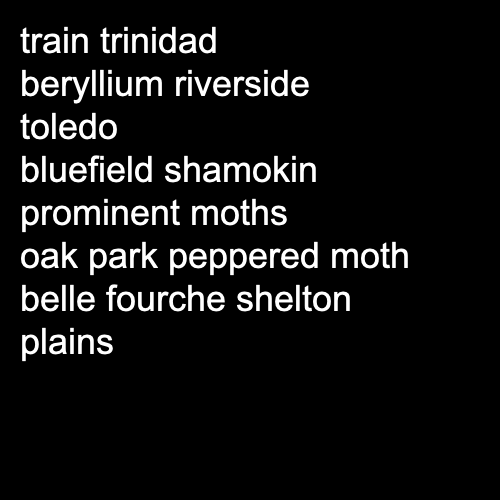 train trinidad
beryllium riverside
toledo
bluefield shamokin
prominent moths
oak park peppered moth
belle fourche shelton
plains